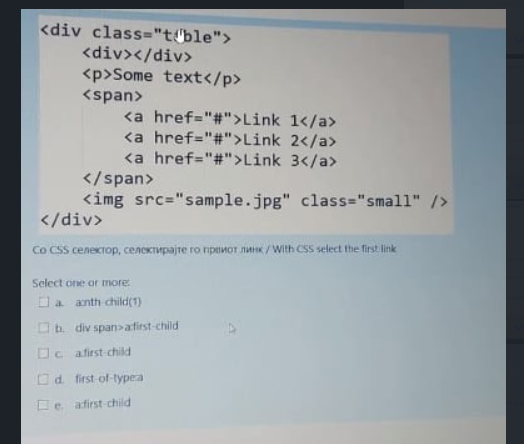 <div class="table">
<div></div>
<p>Some text</p>
<span>
<a href="#">Link 1</a>
<a href="#">Link 2</a>
<a href="#">Link 3</a>
</span>
<img src="sample.jpg" class="small" />
</div>
Со CSS селектор, селектирајте го првиот линк / With CSS select the first link
Select one or more:
a. a:nth-child(1)
b. div span>a:first-child
c. a.first-child
d. first-of-type:a
e. a:first-child